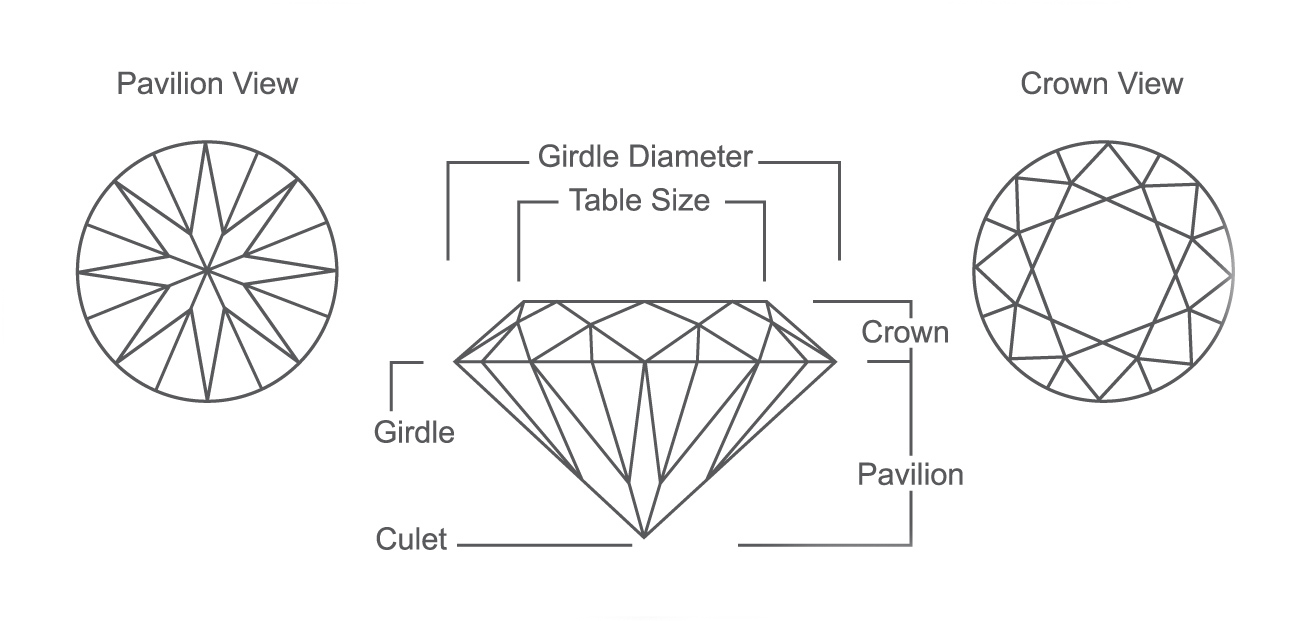 Pavilion View
Crown View
Girdle Diameter
Table Size
Crown
Girdle
Pavilion
Culet